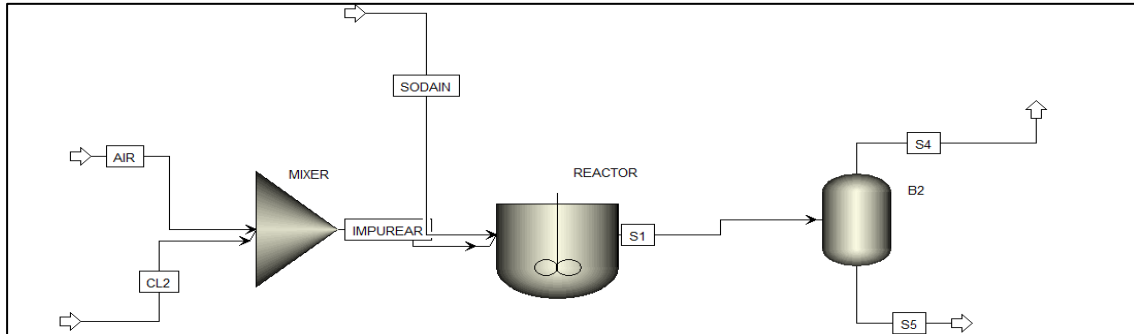 SODAIN
AIR
MIXER
REACTOR
S4
B2
IMPUREAR
S1
CL2
S5